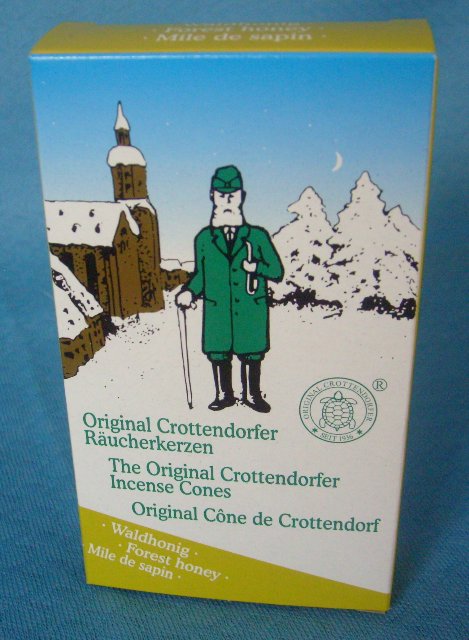 Forest honey ·
· Mile de sapin ·
ORIGINAL CROTTENDORFER
SEIT 1936
®
Original Crottendorfer
Räucherkerzen
The Original Crottendorfer
Incense Cones
Original Cône de Crottendorf
· Waldhonig ·
· Forest honey ·
Mile de sapin ·